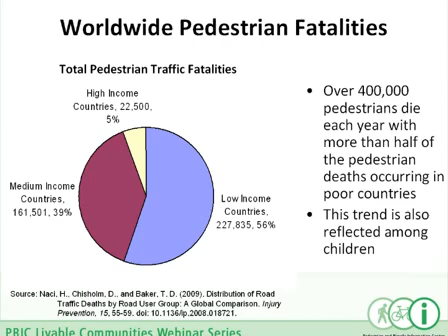 Worldwide Pedestrian Fatalities
Total Pedestrian Traffic Fatalities
High Income
Countries, 22,500,
5%
Medium Income
Countries,
161,501, 39%
Low Income
Countries,
227,835, 56%
• Over 400,000
pedestrians die
each year with
more than half of
the pedestrian
deaths occurring in
poor countries
• This trend is also
reflected among
children
Source: Naci, H., Chisholm, D., and Baker, T. D. (2009). Distribution of Road
Traffic Deaths by Road User Group: A Global Comparison. Injury
Prevention, 15, 55-59. doi: 10.1136/ip.2008.018721.
PBIC Livable Communities Webinar Series